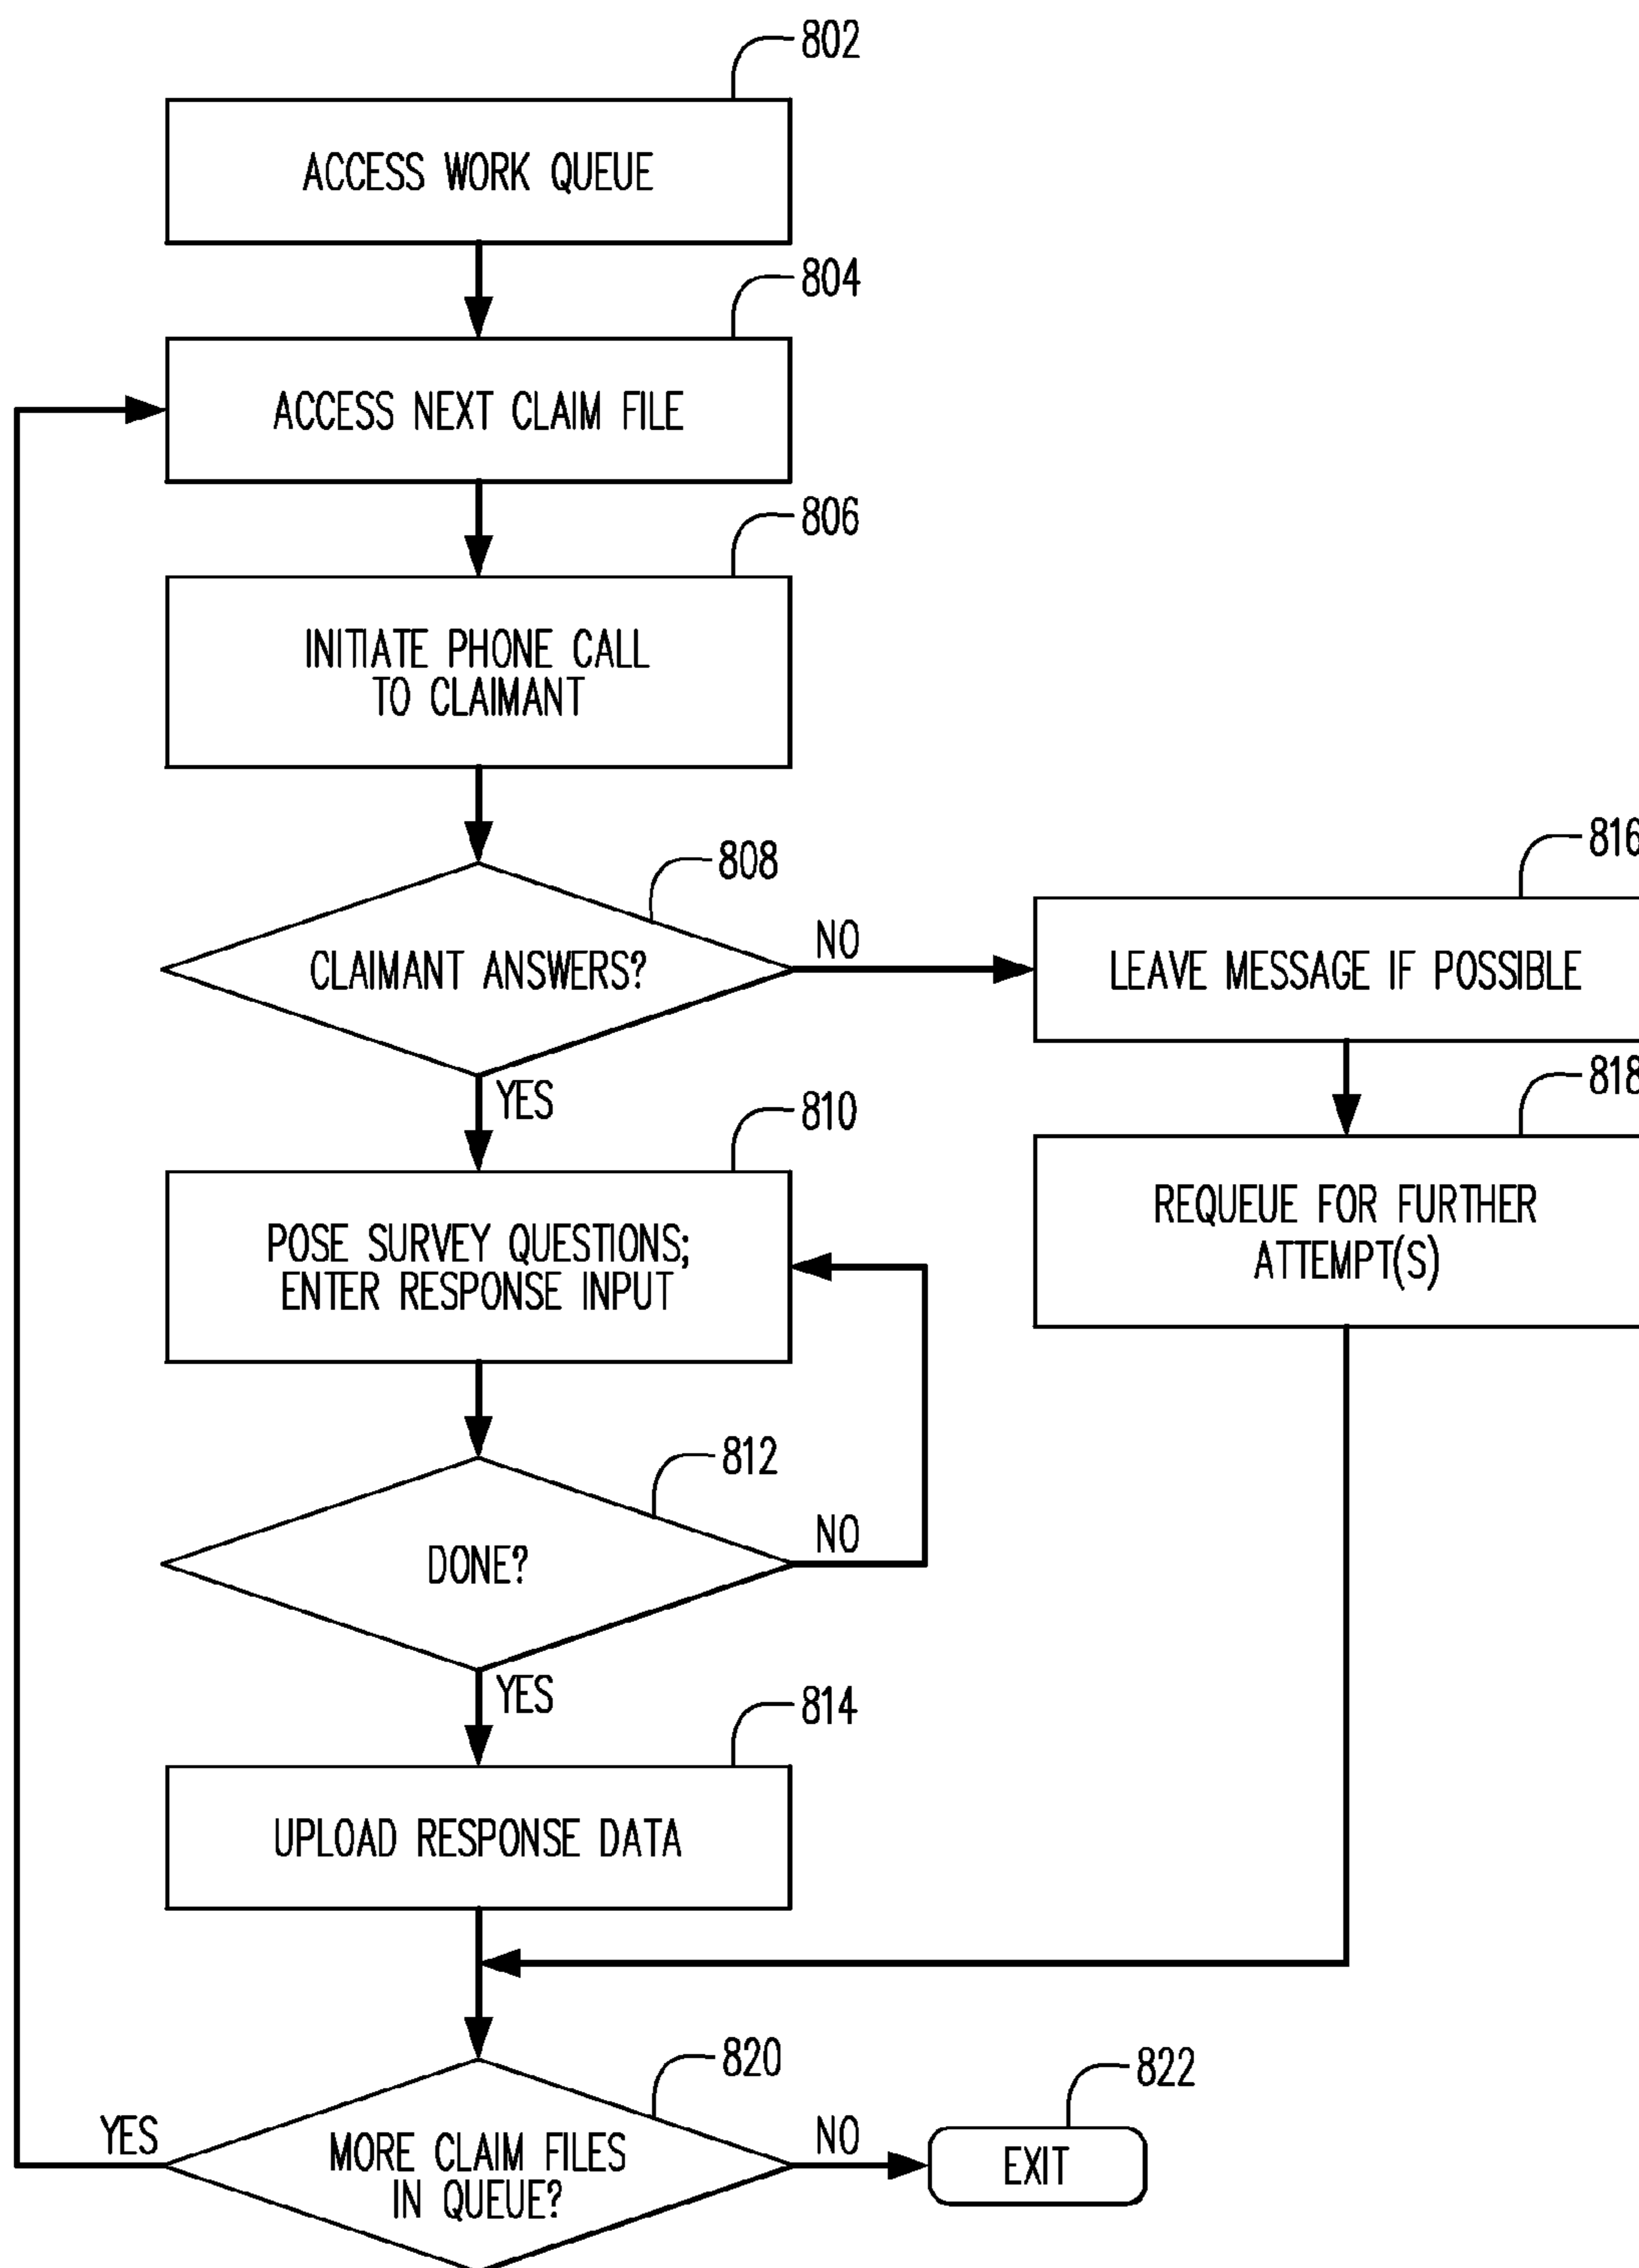 802
ACCESS WORK QUEUE
804
ACCESS NEXT CLAIM FILE
806
INITIATE PHONE CALL
TO CLAIMANT
808
CLAIMANT ANSWERS?
NO
816
LEAVE MESSAGE IF POSSIBLE
YES
818
REQUEUE FOR FURTHER
ATTEMPT(S)
810
POSE SURVEY QUESTIONS;
ENTER RESPONSE INPUT
812
DONE?
NO
YES
814
UPLOAD RESPONSE DATA
820
MORE CLAIM FILES
IN QUEUE?
YES
NO
822
EXIT